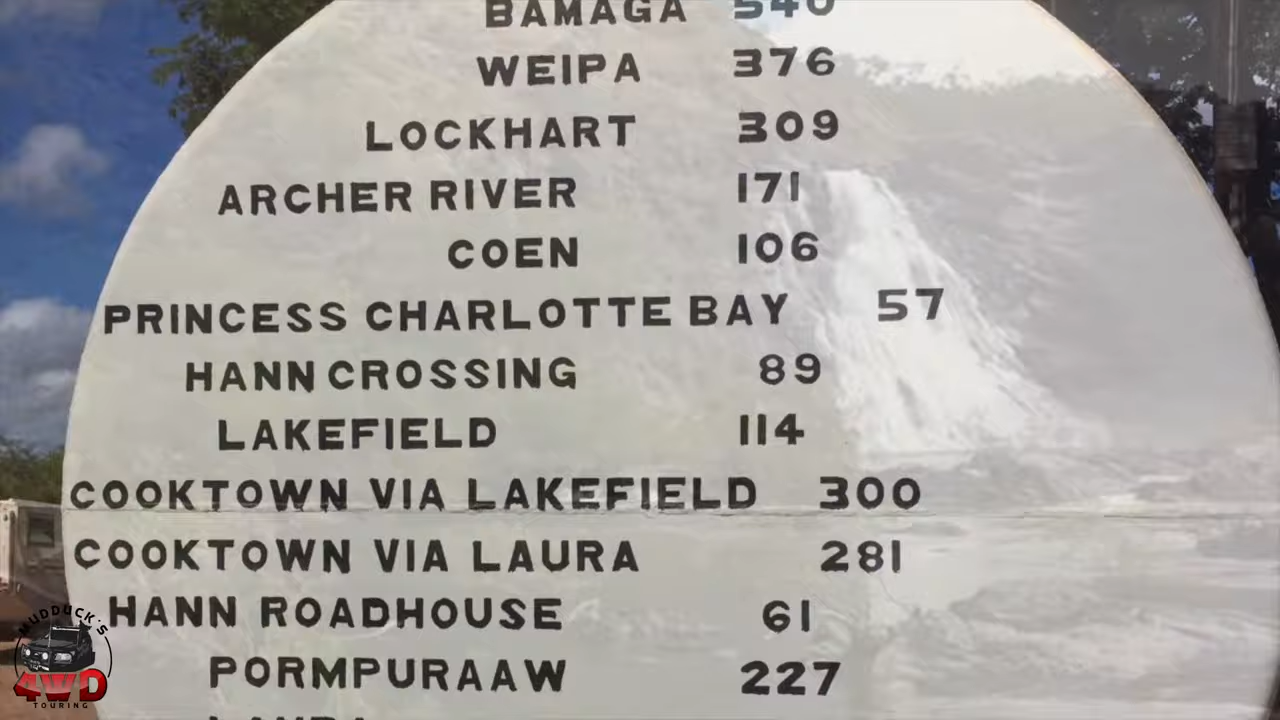 BAMAGA 540
WEIPA 376
LOCKHART 309
ARCHER RIVER 171
COEN 106
PRINCESS CHARLOTTE BAY 57
HANN CROSSING 89
LAKEFIELD 114
COOKTOWN VIA LAKEFIELD 300
COOKTOWN VIA LAURA 281
HANN ROADHOUSE 61
PORMPURAAW 227
MUDDUCK'S
4WD
TOURING